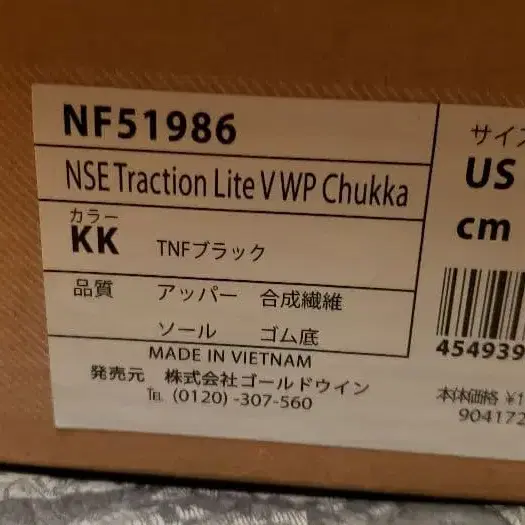 NF51986
NSE Traction Lite V WP Chukka
カラー
KK TNFブラック
品質 アッパー 合成繊維
ソール ゴム底
MADE IN VIETNAM
発売元 株式会社ゴールドウイン
TEL (0120) -307-560
サイズ
US
cm
454939
本体価格 ¥1
904172